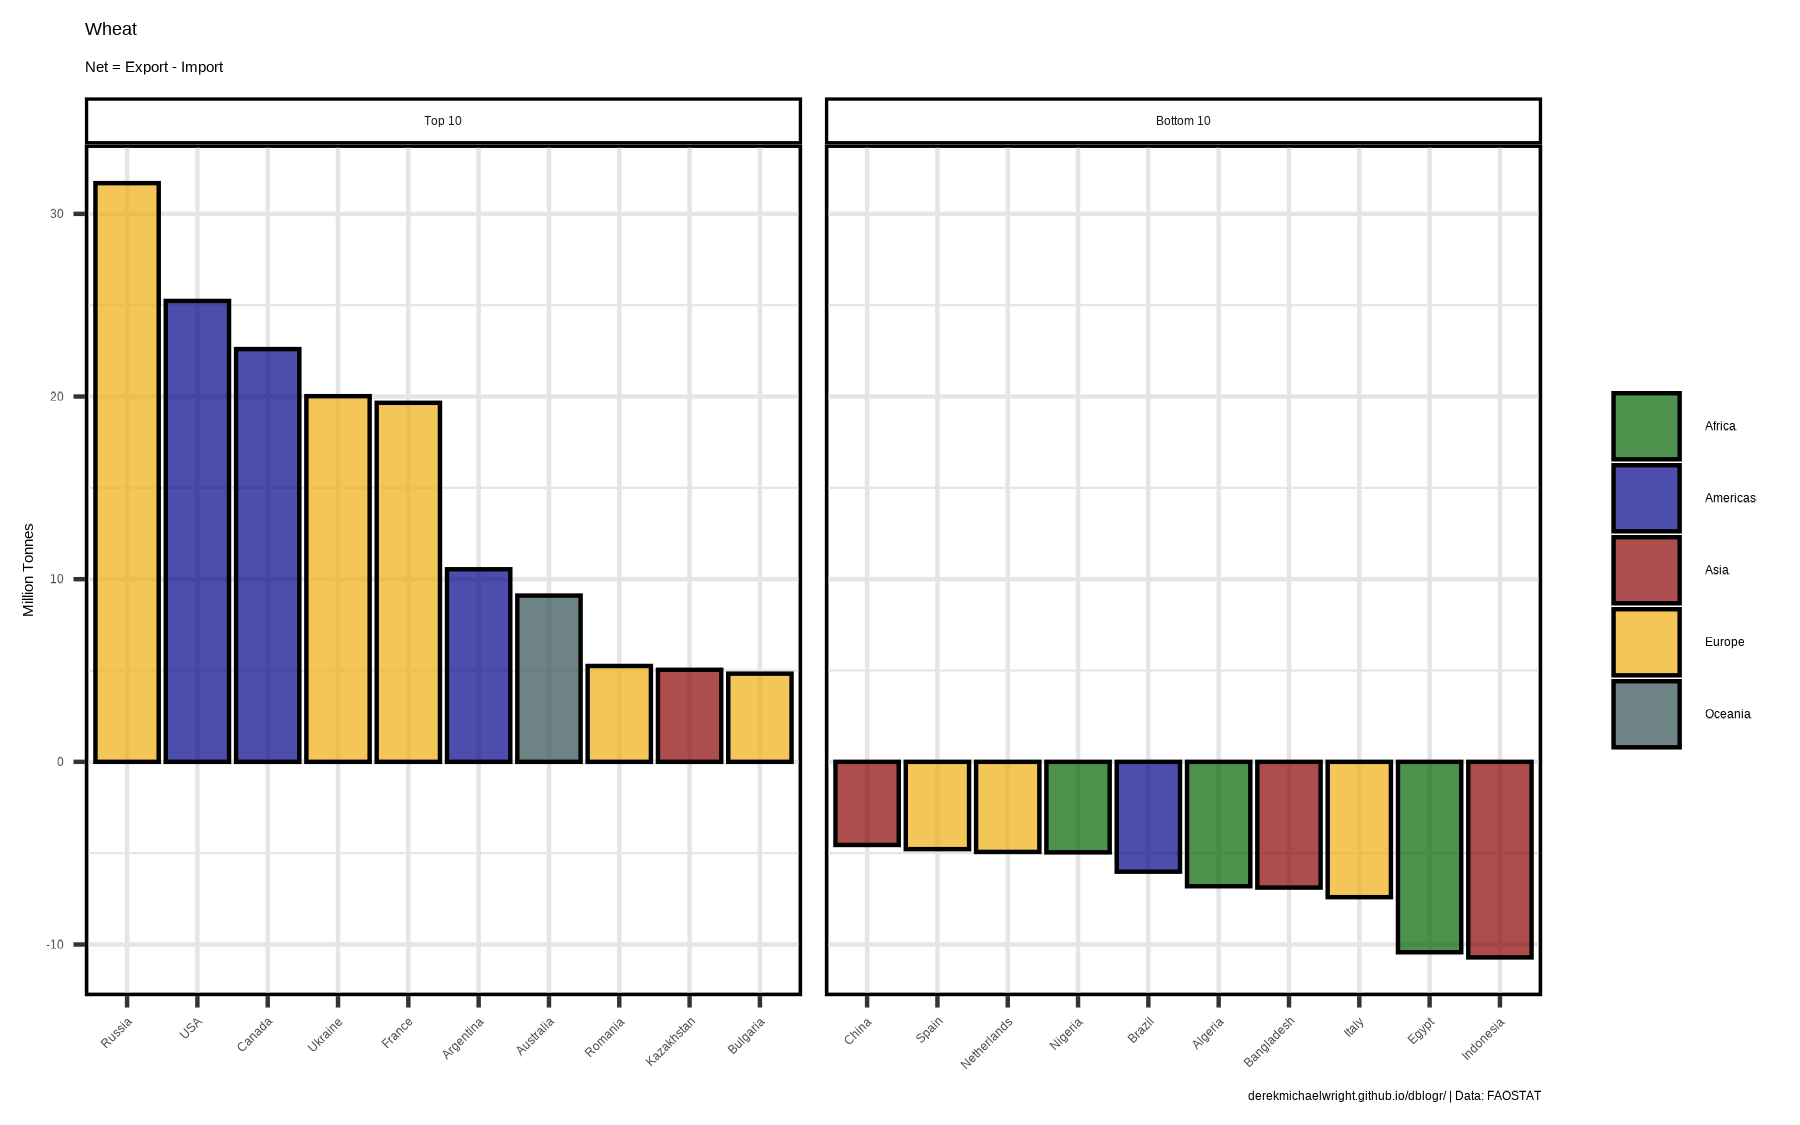 Wheat
Net = Export - Import
Top 10
Bottom 10
Million Tonnes
30
20
10
0
-10
Russia
USA
Canada
Ukraine
France
Argentina
Australia
Romania
Kazakhstan
Bulgaria
China
Spain
Netherlands
Nigeria
Brazil
Algeria
Bangladesh
Italy
Egypt
Indonesia
Africa
Americas
Asia
Europe
Oceania
derekmichaelwright.github.io/dblogr/ | Data: FAOSTAT